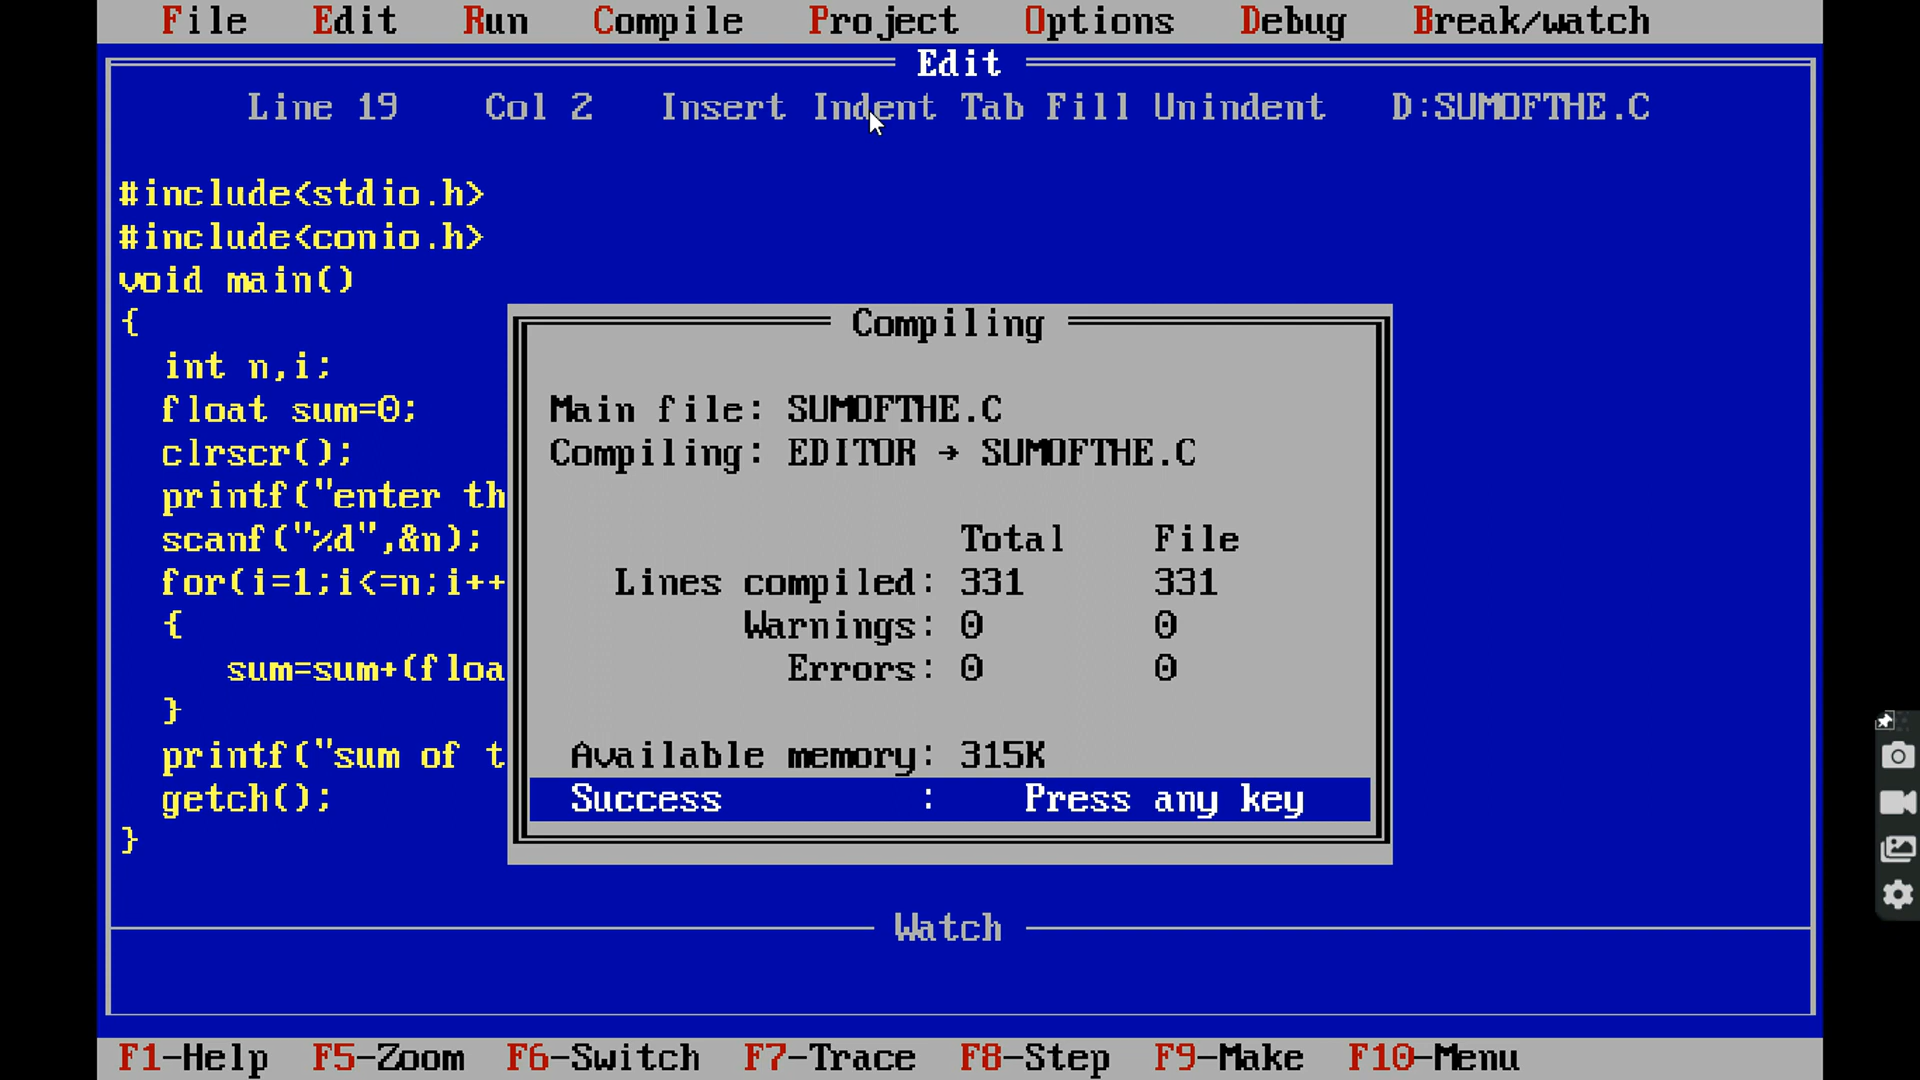 File Edit Run Compile Project Options Debug Break/watch
Edit
Line 19 Col 2 Insert Indent Tab Fill Unindent D:SUMOFTHE.C
#include<stdio.h>
#include<conio.h>
void main()
{
int n,i;
float sum=0;
clrscr();
printf("enter th
scanf("%d",&n);
for(i=1;i<=n;i++
{
sum=sum+(floa
}
printf("sum of t
getch();
}
Compiling
Main file: SUMOFTHE.C
Compiling: EDITOR → SUMOFTHE.C
Total File
Lines compiled: 331 331
Warnings: 0 0
Errors: 0 0
Available memory: 315K
Success : Press any key
Watch
F1-Help F5-Zoom F6-Switch F7-Trace F8-Step F9-Make F10-Menu